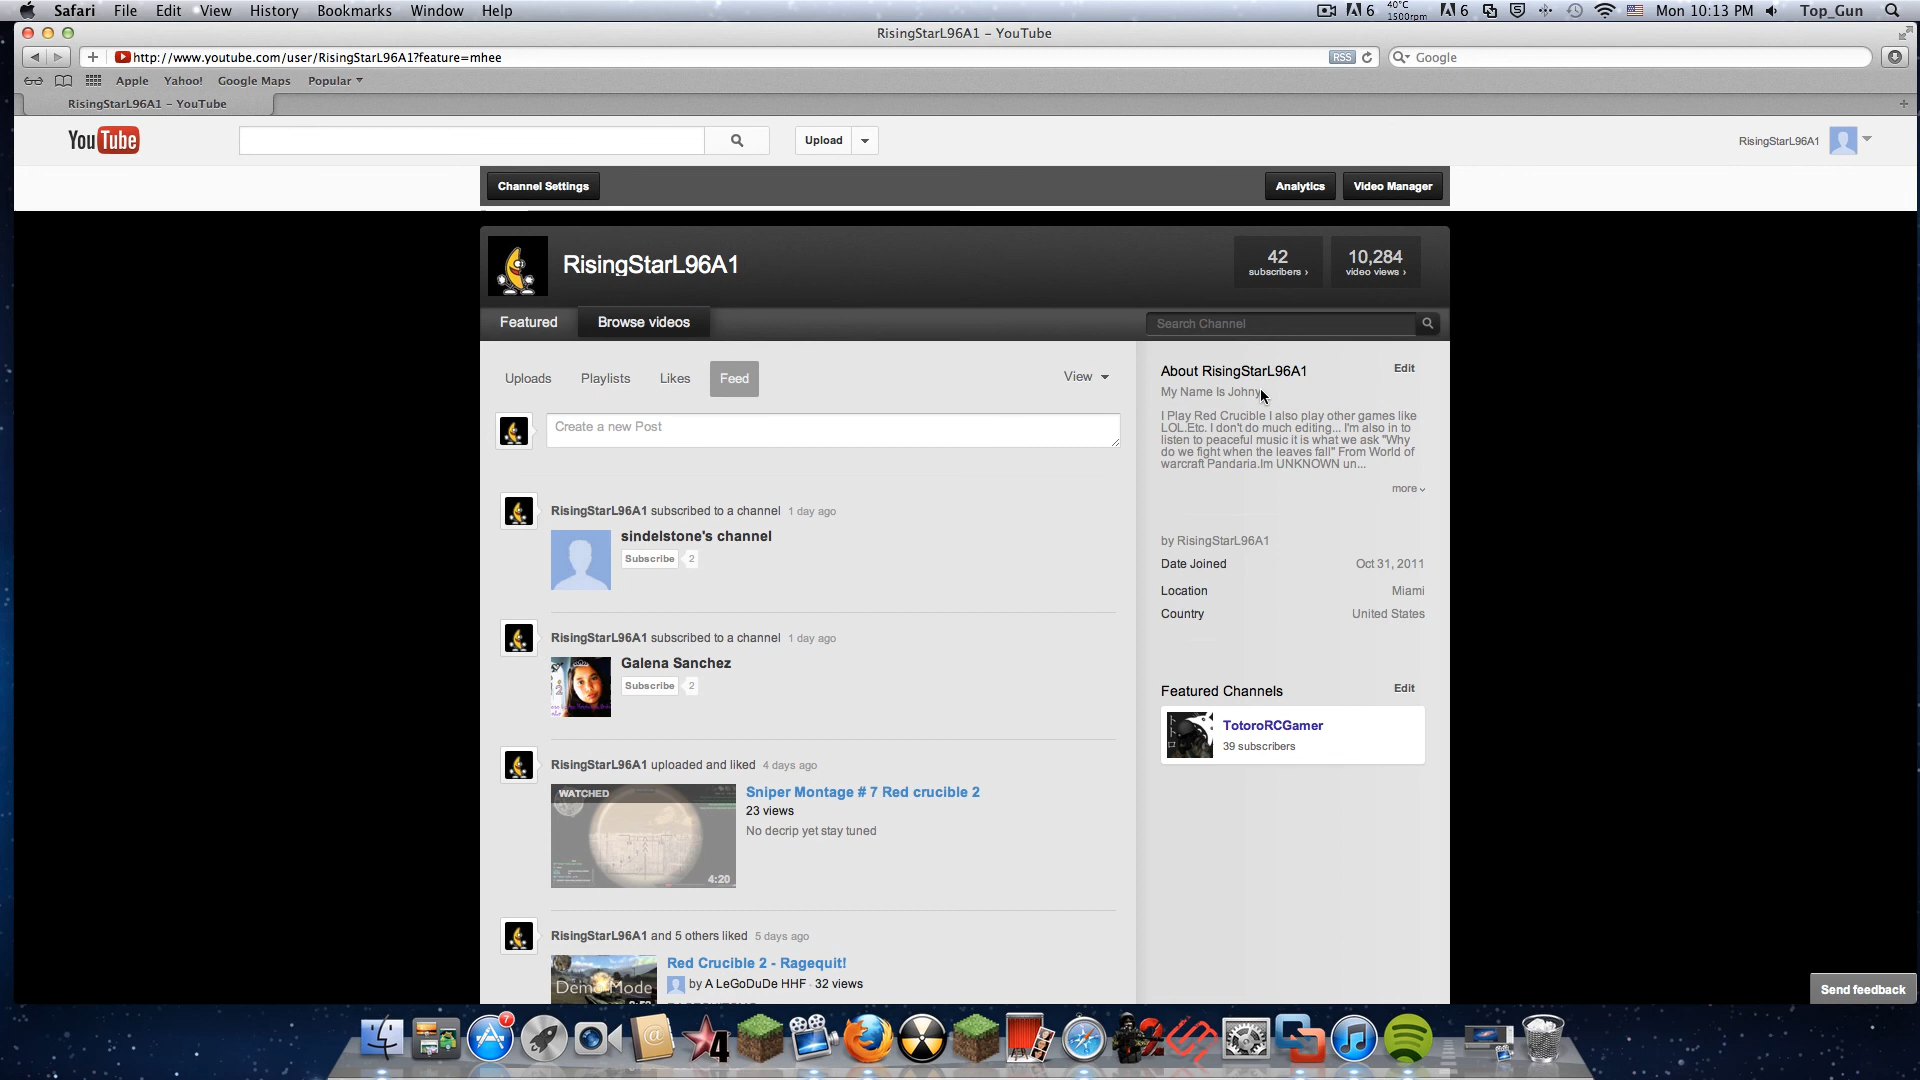 Safari File Edit View History Bookmarks Window Help
6 40°C 1500rpm 6 Mon 10:13 PM Top_Gun
RisingStarL96A1 – YouTube
http://www.youtube.com/user/RisingStarL96A1?feature=mhee RSS Google
Apple Yahoo! Google Maps Popular
RisingStarL96A1 – YouTube
YouTube Upload RisingStarL96A1
Channel Settings Analytics Video Manager
RisingStarL96A1
42 subscribers ›
10,284 video views ›
Featured Browse videos Search Channel
Uploads Playlists Likes Feed View
Create a new Post
RisingStarL96A1 subscribed to a channel 1 day ago
sindelstone's channel
Subscribe 2
RisingStarL96A1 subscribed to a channel 1 day ago
Galena Sanchez
Subscribe 2
RisingStarL96A1 uploaded and liked 4 days ago
WATCHED
4:20
Sniper Montage # 7 Red crucible 2
23 views
No decrip yet stay tuned
RisingStarL96A1 and 5 others liked 5 days ago
Demo Mode
Red Crucible 2 - Ragequit!
by A LeGoDuDe HHF · 32 views
About RisingStarL96A1 Edit
My Name Is Johny
I Play Red Crucible I also play other games like
LOL.Etc. I don't do much editing... I'm also in to
listen to peaceful music it is what we ask "Why
do we fight when the leaves fall" From World of
warcraft Pandaria.Im UNKNOWN un...
more
by RisingStarL96A1
Date Joined Oct 31, 2011
Location Miami
Country United States
Featured Channels Edit
TotoroRCGamer
39 subscribers
Send feedback
7
4
2